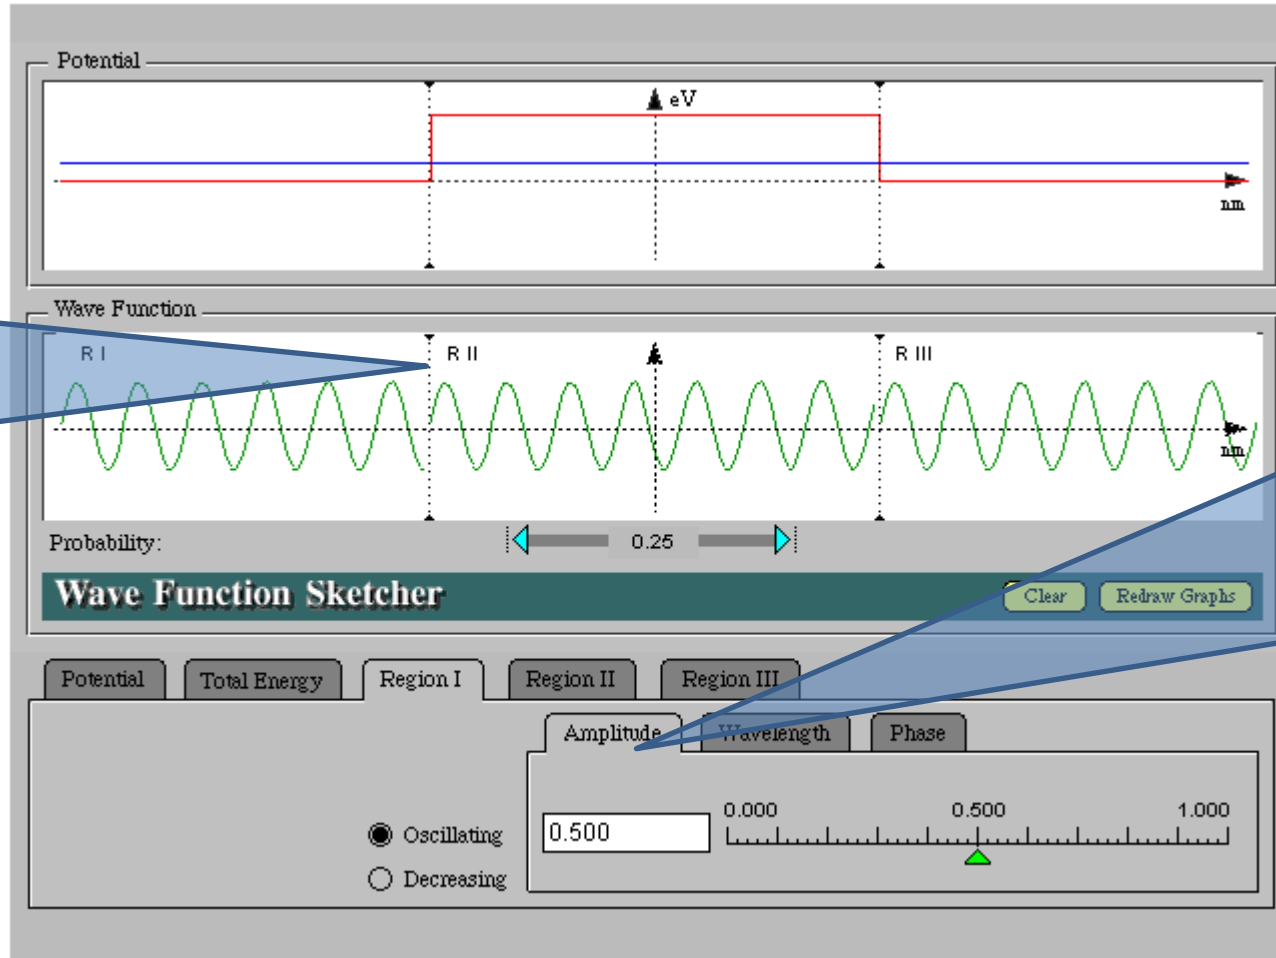 Potential
eV
nm
Wave Function
R I
R II
R III
nm
Probability:
0.25
Wave Function Sketcher
Clear
Redraw Graphs
Potential
Total Energy
Region I
Region II
Region III
Amplitude
Wavelength
Phase
0.000
0.500
1.000
Oscillating
0.500
Decreasing